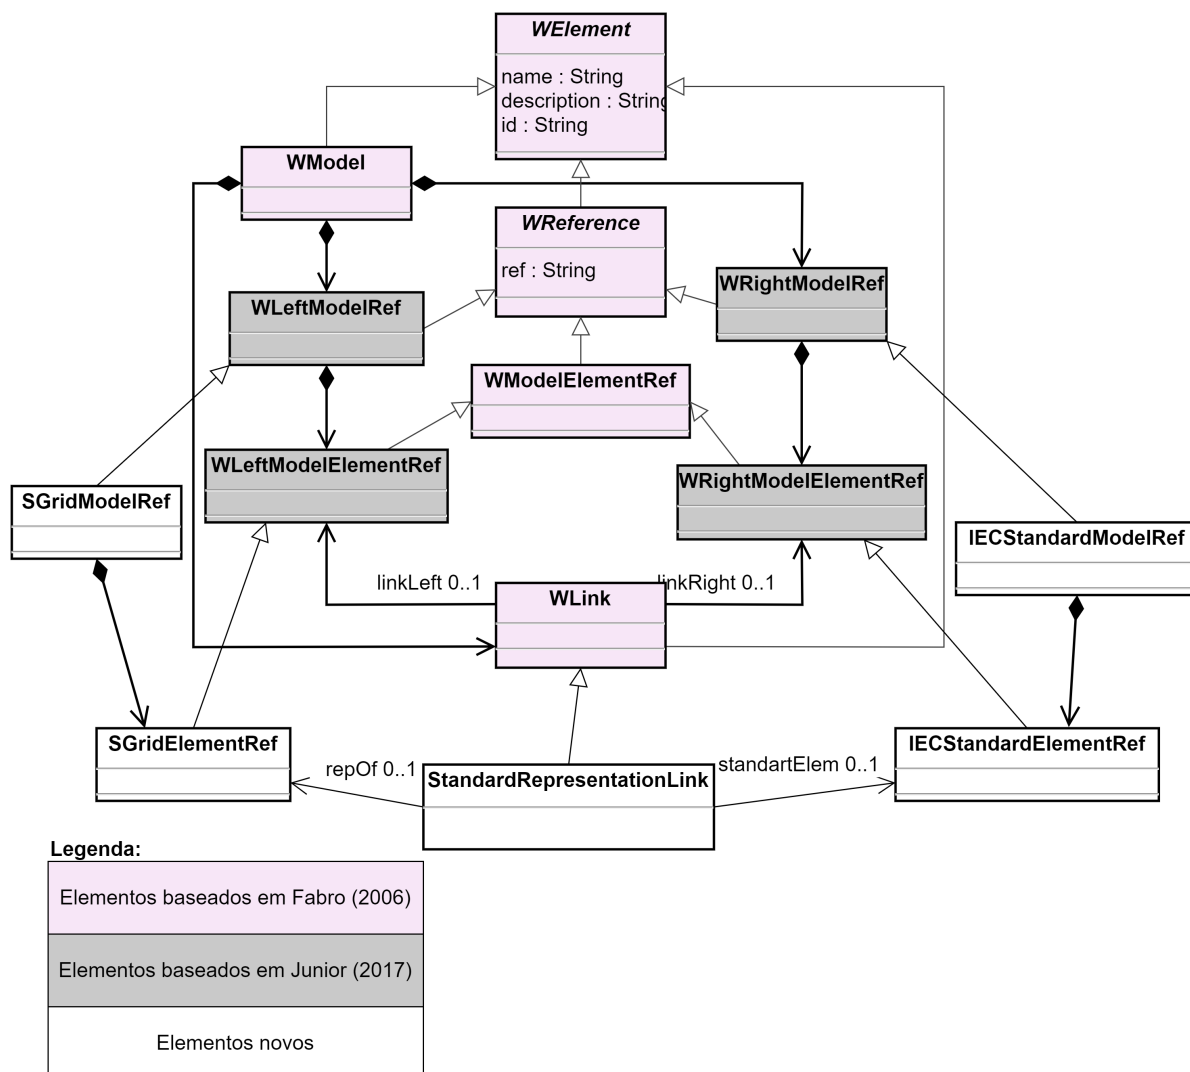 WElement
name : String
description : String
id : String
WModel
WReference
ref : String
WRightModelRef
WLeftModelRef
WModelElementRef
WLeftModelElementRef
WRightModelElementRef
SGridModelRef
IECStandardModelRef
linkLeft 0..1
linkRight 0..1
WLink
SGridElementRef
IECStandardElementRef
repOf 0..1
standartElem 0..1
StandardRepresentationLink
Legenda:
Elementos baseados em Fabro (2006)
Elementos baseados em Junior (2017)
Elementos novos